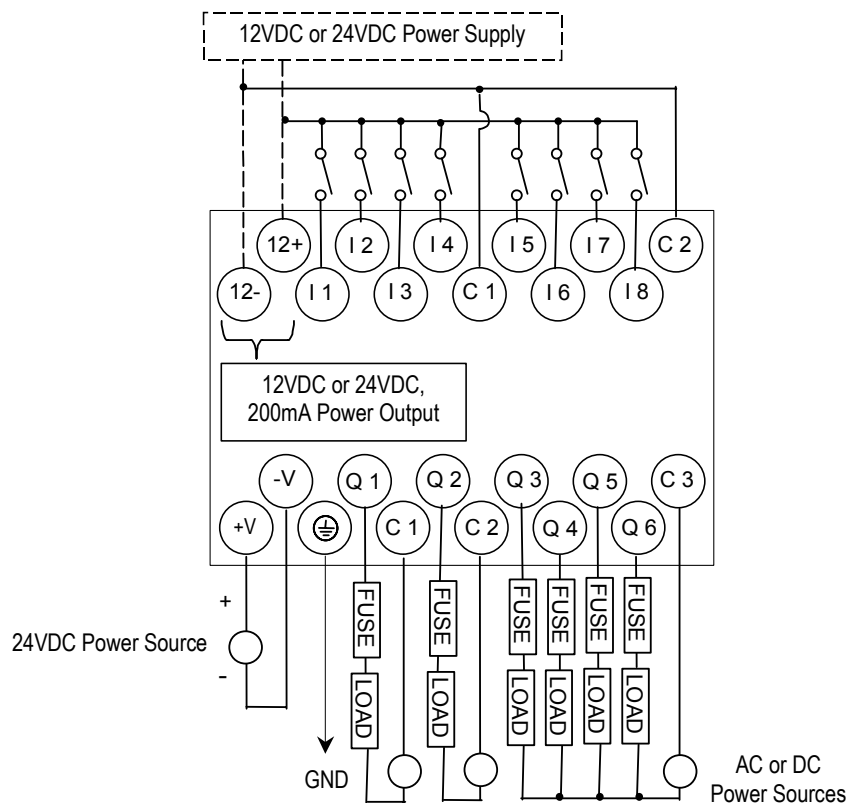 12VDC or 24VDC Power Supply
I 2
I 4
I 5
I 7
C 2
12+
12-
I 1
I 3
C 1
I 6
I 8
12VDC or 24VDC,
200mA Power Output
-V
Q 1
Q 2
Q 3
Q 5
C 3
+V
C 1
C 2
Q 4
Q 6
FUSE
FUSE
FUSE
FUSE
FUSE
FUSE
+
24VDC Power Source
-
LOAD
LOAD
LOAD
LOAD
LOAD
LOAD
GND
AC or DC
Power Sources